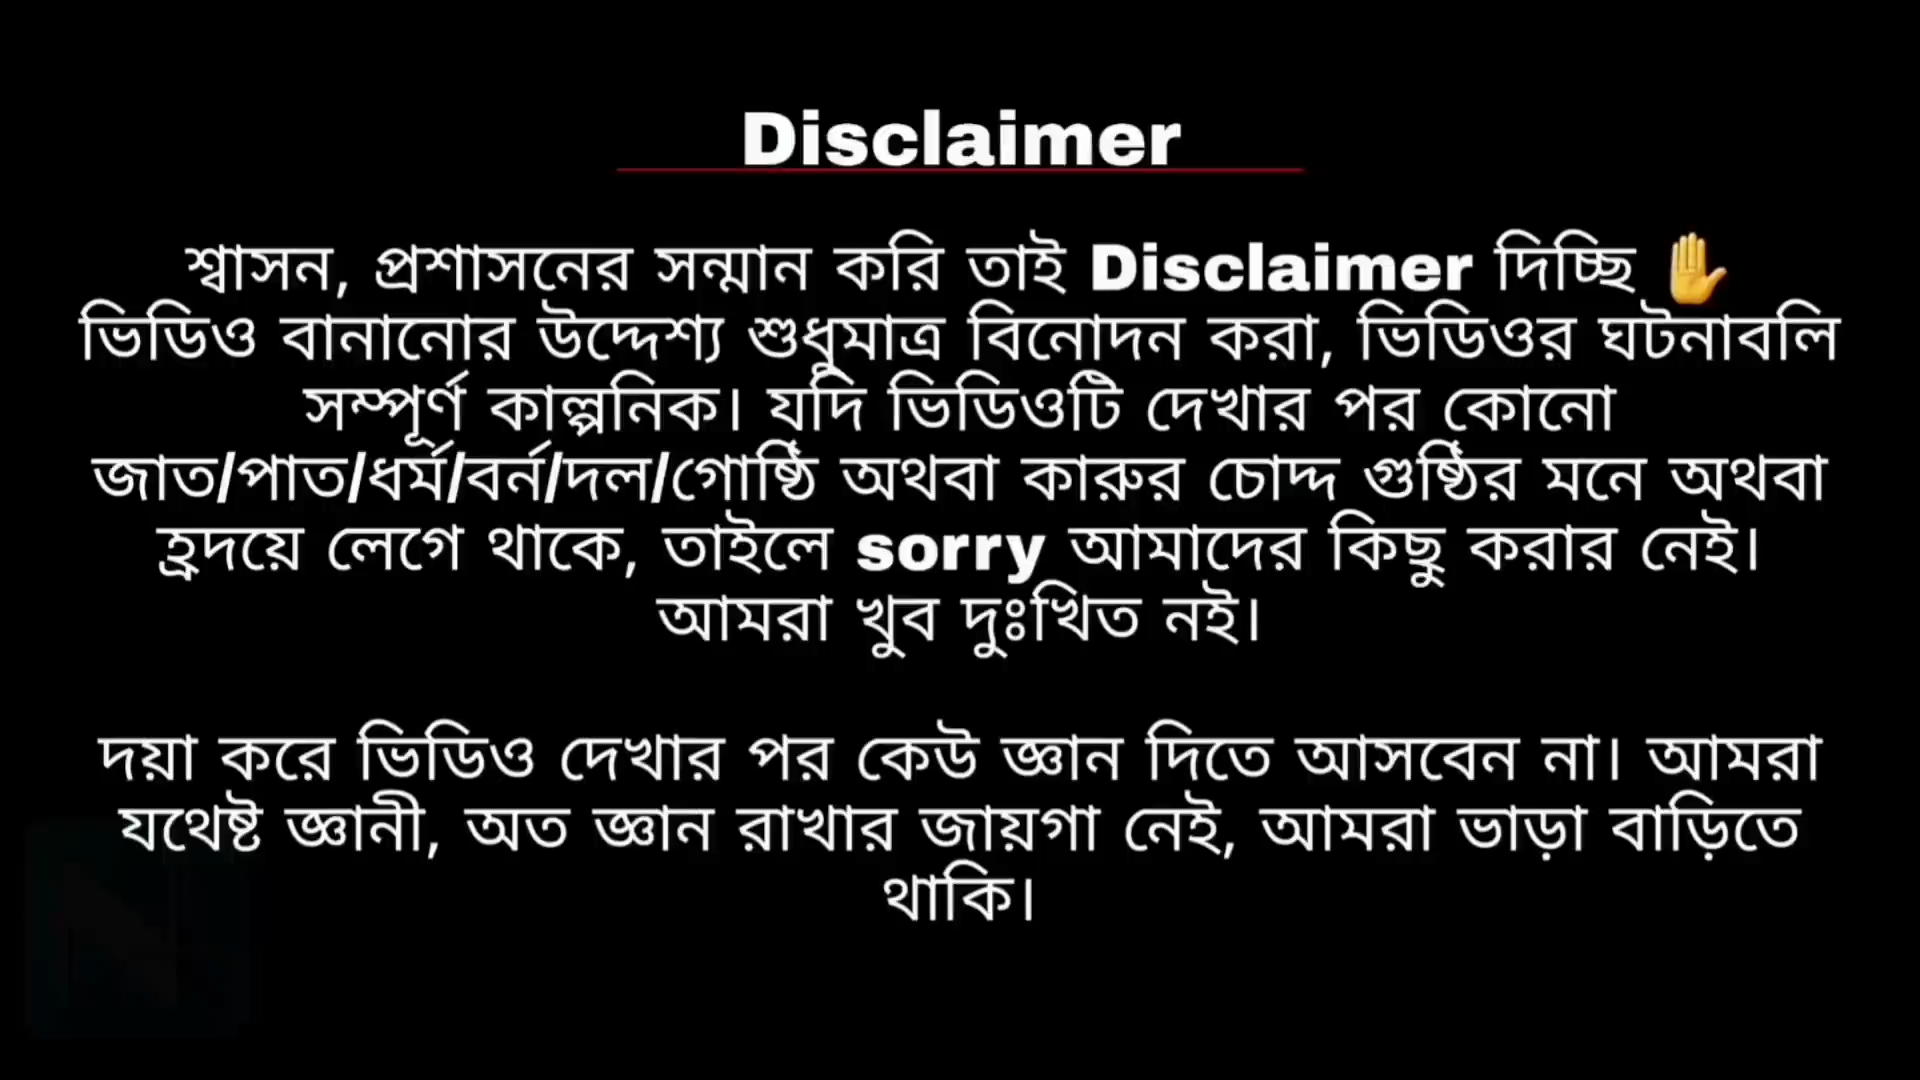 Disclaimer
শ্বাসন, প্রশাসনের সন্মান করি তাই Disclaimer দিচ্ছি ✋
ভিডিও বানানোর উদ্দেশ্য শুধুমাত্র বিনোদন করা, ভিডিওর ঘটনাবলি
সম্পূর্ণ কাল্পনিক। যদি ভিডিওটি দেখার পর কোনো
জাত/পাত/ধর্ম/বর্ন/দল/গোষ্ঠি অথবা কারুর চোদ্দ গুষ্ঠির মনে অথবা
হ্রদয়ে লেগে থাকে, তাইলে sorry আমাদের কিছু করার নেই।
আমরা খুব দুঃখিত নই।
দয়া করে ভিডিও দেখার পর কেউ জ্ঞান দিতে আসবেন না। আমরা
যথেষ্ট জ্ঞানী, অত জ্ঞান রাখার জায়গা নেই, আমরা ভাড়া বাড়িতে
থাকি।